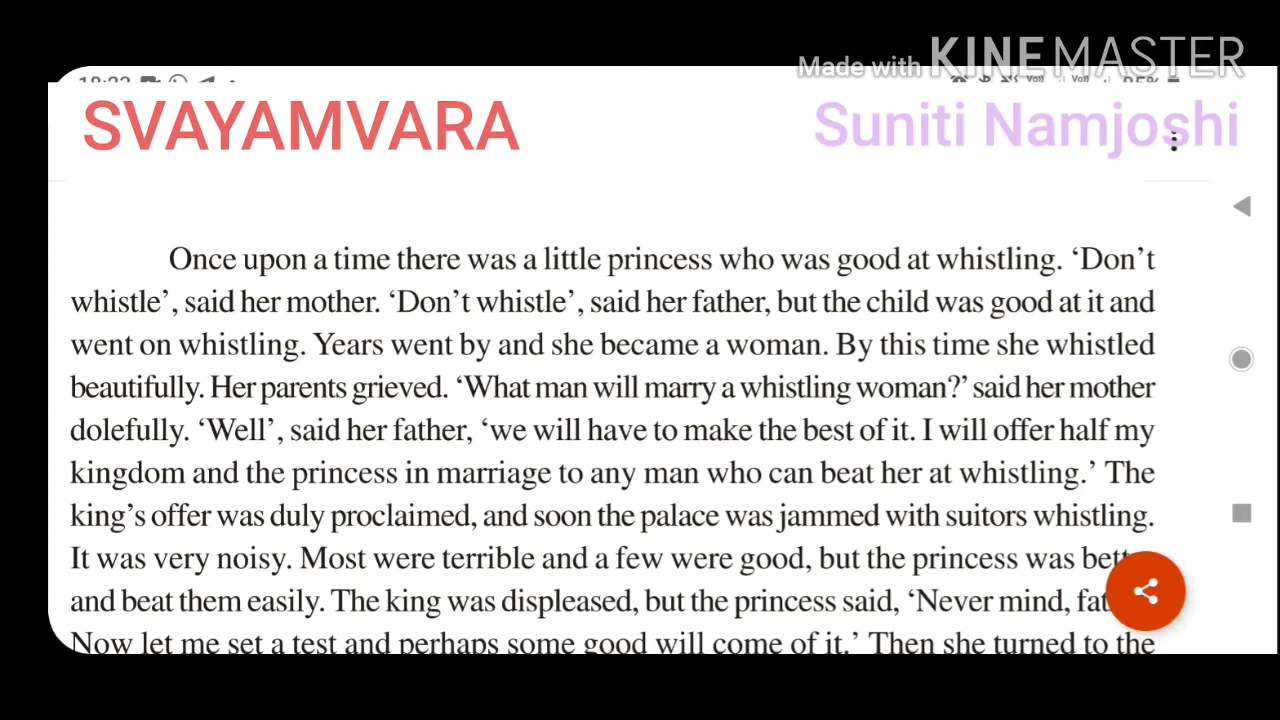 Made with KINEMASTER
SVAYAMVARA
Suniti Namjoshi
Once upon a time there was a little princess who was good at whistling. ‘Don’t
whistle’, said her mother. ‘Don’t whistle’, said her father, but the child was good at it and
went on whistling. Years went by and she became a woman. By this time she whistled
beautifully. Her parents grieved. ‘What man will marry a whistling woman?’ said her mother
dolefully. ‘Well’, said her father, ‘we will have to make the best of it. I will offer half my
kingdom and the princess in marriage to any man who can beat her at whistling.’ The
king’s offer was duly proclaimed, and soon the palace was jammed with suitors whistling.
It was very noisy. Most were terrible and a few were good, but the princess was
and beat them easily. The king was displeased, but the princess said, ‘Never mind,
Now let me set a test and perhaps some good will come of it.’ Then she turned to the